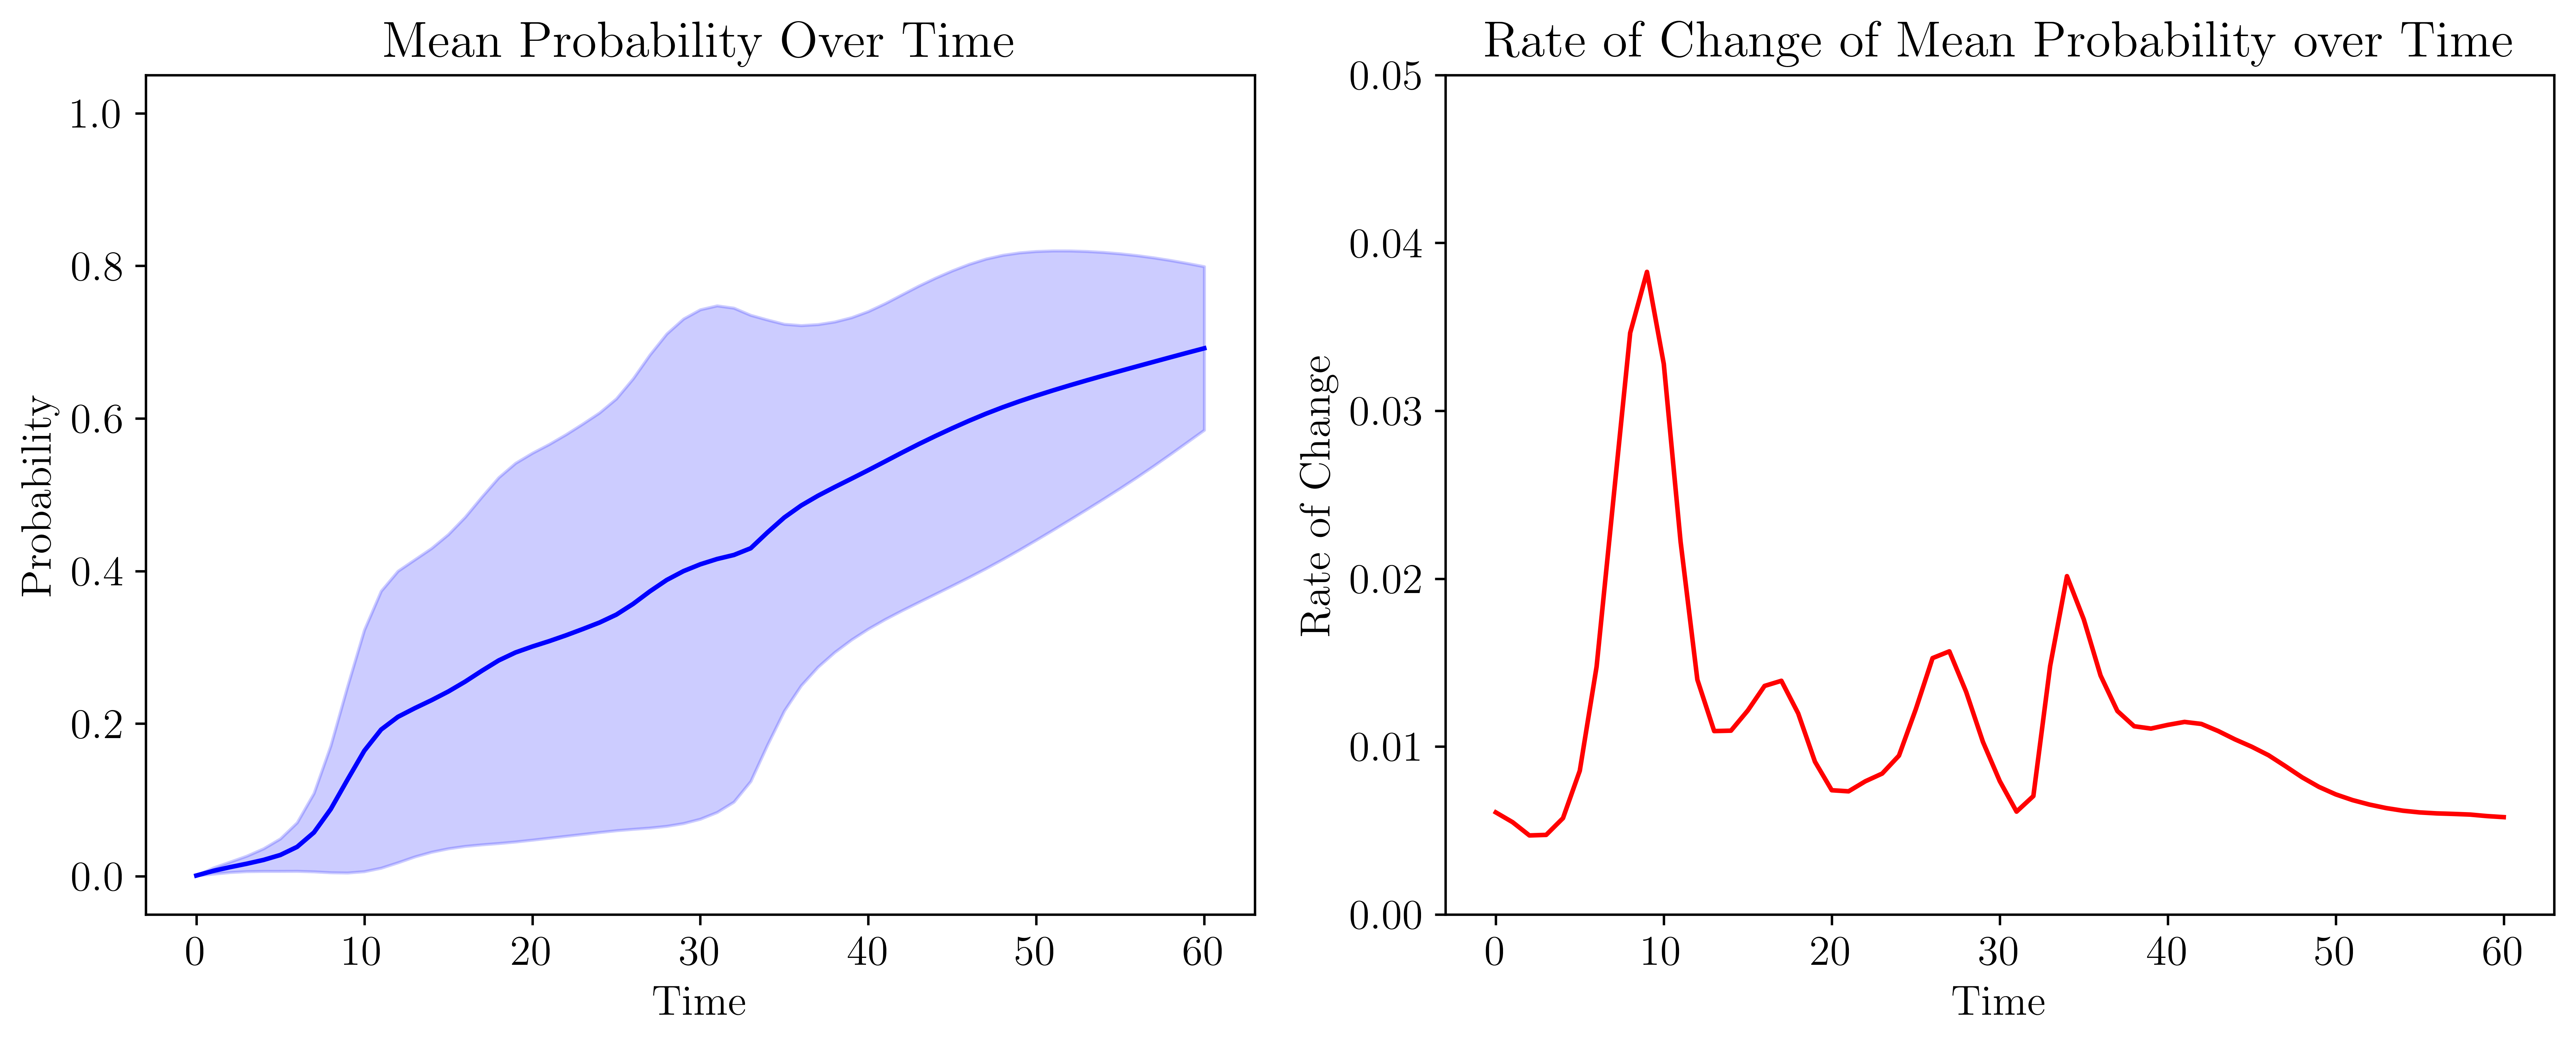 Mean Probability Over Time
Probability
1.0
0.8
0.6
0.4
0.2
0.0
0 10 20 30 40 50 60
Time
Rate of Change of Mean Probability over Time
Rate of Change
0.05
0.04
0.03
0.02
0.01
0.00
0 10 20 30 40 50 60
Time